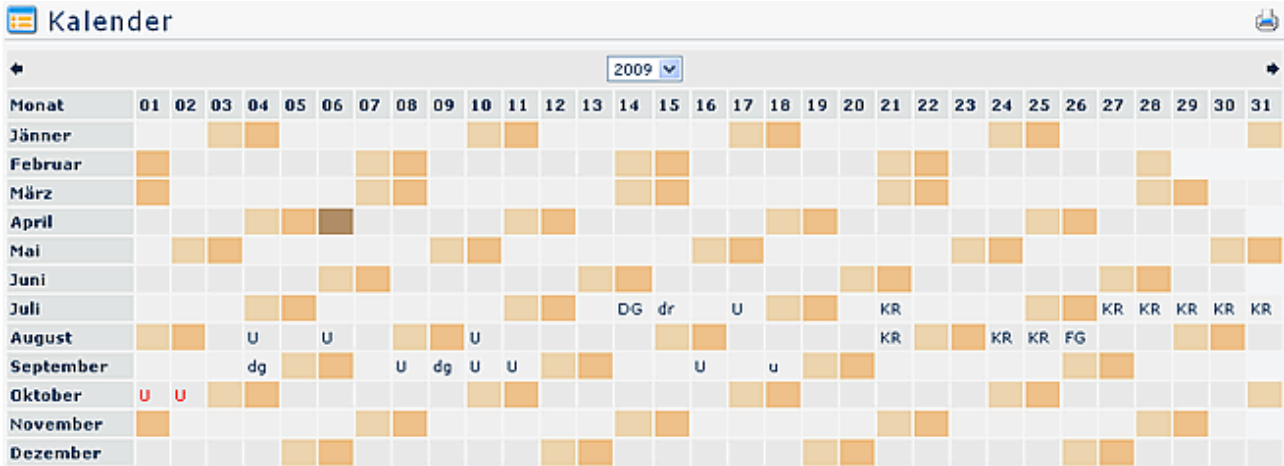 Kalender
2009
Monat 01 02 03 04 05 06 07 08 09 10 11 12 13 14 15 16 17 18 19 20 21 22 23 24 25 26 27 28 29 30 31
Jänner
Februar
März
April
Mai
Juni
Juli DG dr U KR KR KR KR KR KR
August U U U KR KR KR FG
September dg U dg U U U u
Oktober U U
November
Dezember